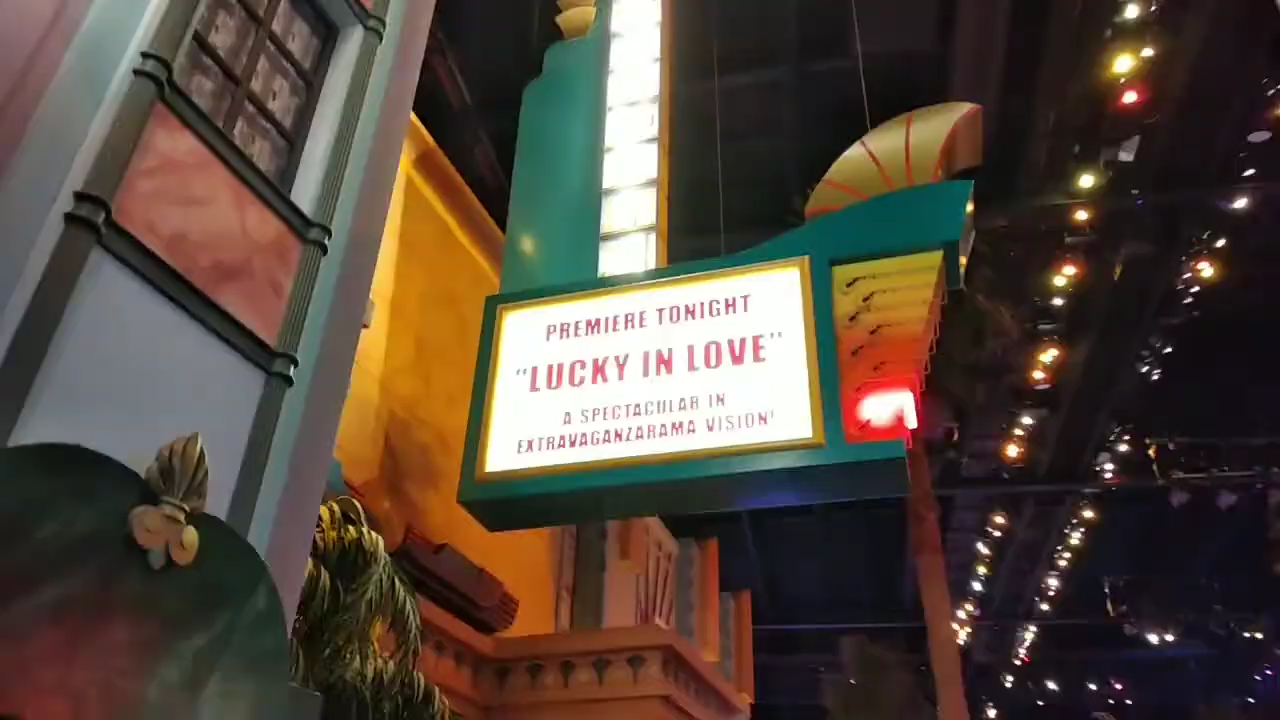 PREMIERE TONIGHT
"LUCKY IN LOVE"
A SPECTACULAR IN
EXTRAVAGANZARAMA VISION!